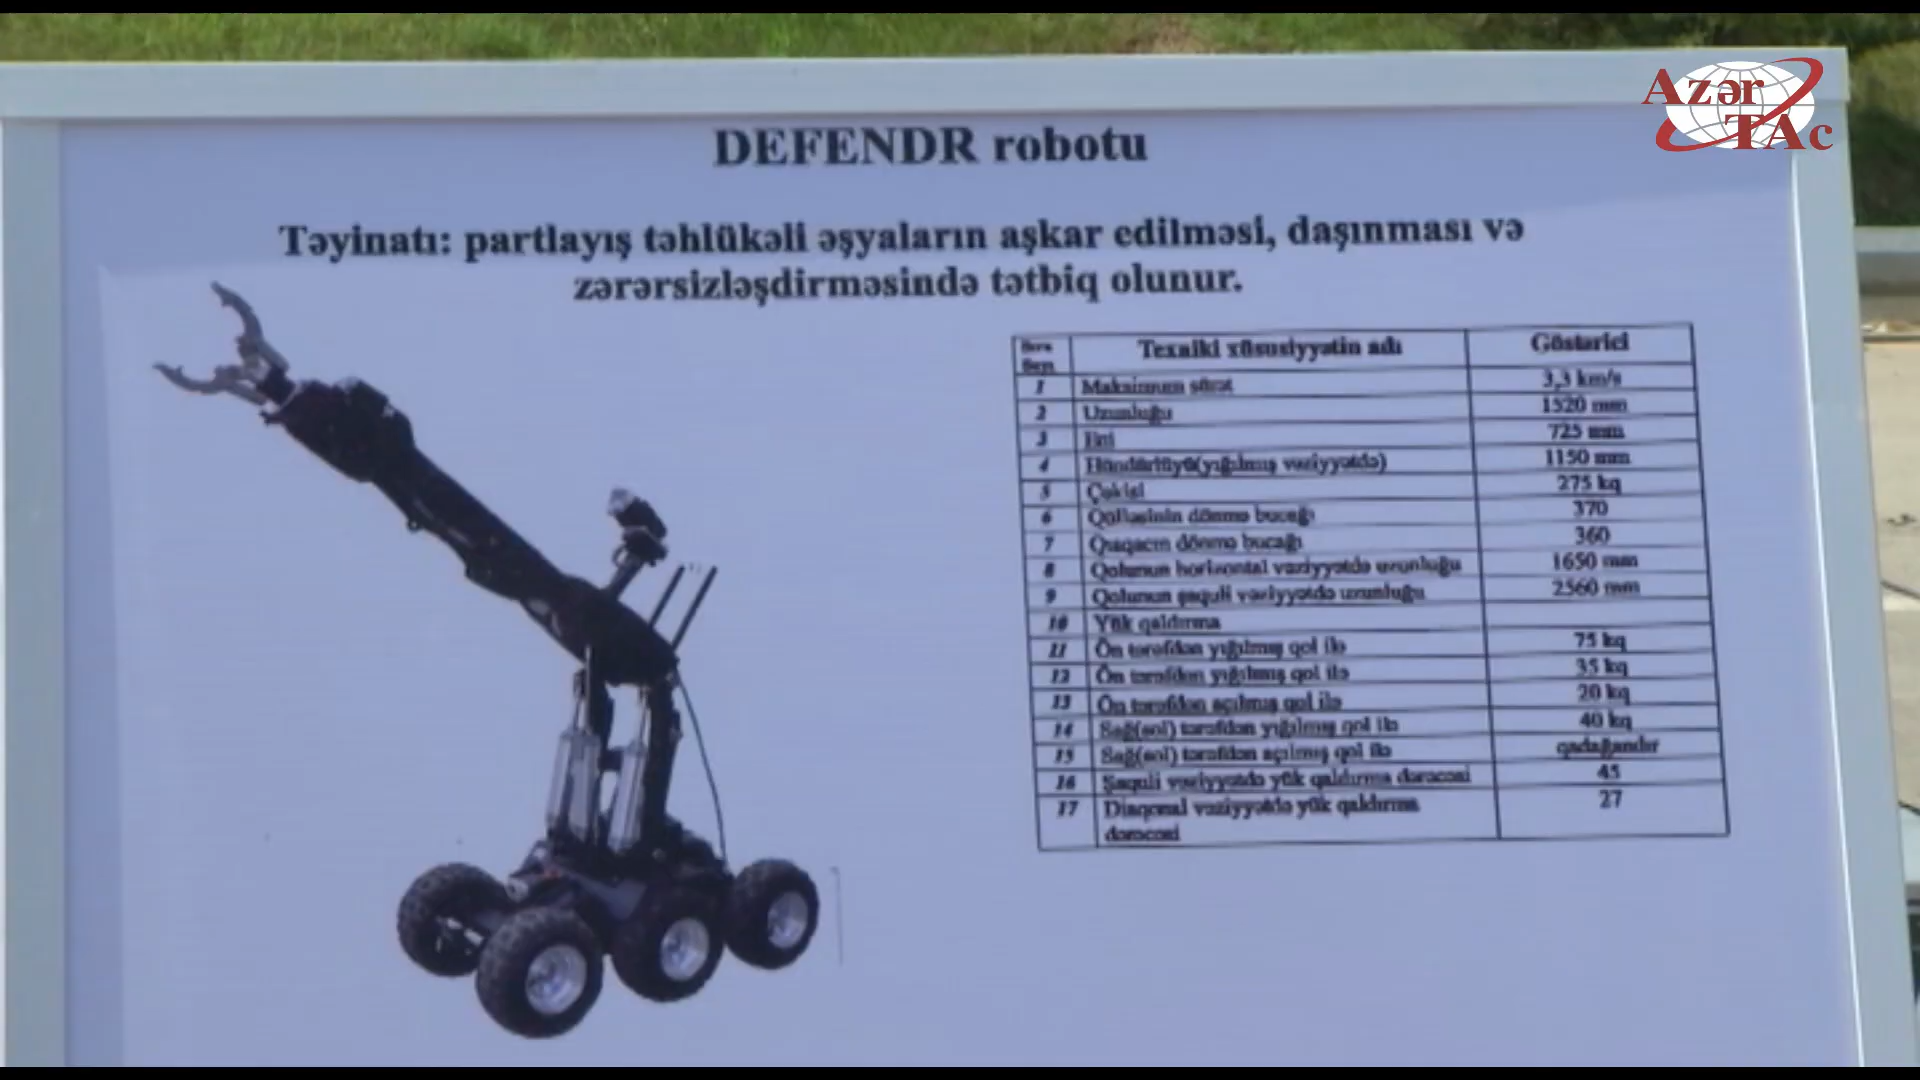 Azər
TAc
DEFENDR robotu
Təyinatı: partlayış təhlükəli əşyaların aşkar edilməsi, daşınması və
zərərsizləşdirməsində tətbiq olunur.
Sıra Texniki xüsusiyyətin adı Göstərici
1 Maksimum sürət 3,3 km/s
2 Uzunluğu 1520 mm
3 Eni 725 mm
4 Hündürlüyü(yığılmış vəziyyətdə) 1150 mm
5 Çəkisi 275 kq
6 Qülləsinin dönmə bucağı 370
7 Qısqacın dönmə bucağı 360
8 Qolunun horizontal vəziyyətdə uzunluğu 1650 mm
9 Qolunun şaquli vəziyyətdə uzunluğu 2560 mm
10 Yük qaldırma
11 Ön tərəfdən yığılmış qol ilə 75 kq
12 Ön tərəfdən yığılmış qol ilə 35 kq
13 Ön tərəfdən açılmış qol ilə 20 kq
14 Sağ(sol) tərəfdən yığılmış qol ilə 40 kq
15 Sağ(sol) tərəfdən açılmış qol ilə qadağandır
16 Şaquli vəziyyətdə yük qaldırma dərəcəsi 45
17 Diaqonal vəziyyətdə yük qaldırma 27
dərəcəsi